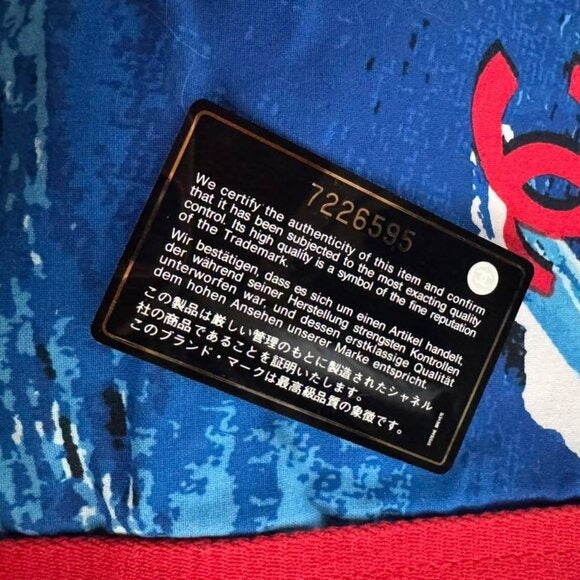 7226595
We certify the authenticity of this item and confirm
that it has been subjected to the most exacting quality
control. Its high quality is a symbol of the fine reputation
of the Trademark.
Wir bestätigen, dass es sich um einen Artikel handelt,
der während seiner Herstellung strengsten Kontrollen
unterworfen war, und dessen erstklassige Qualität
dem hohen Ansehen unserer Marke entspricht.
この製品は厳しい管理のもとに製造されたシャネル
社の商品であることを証明いたします。
このブランド・マークは最高級品質の象徴です。